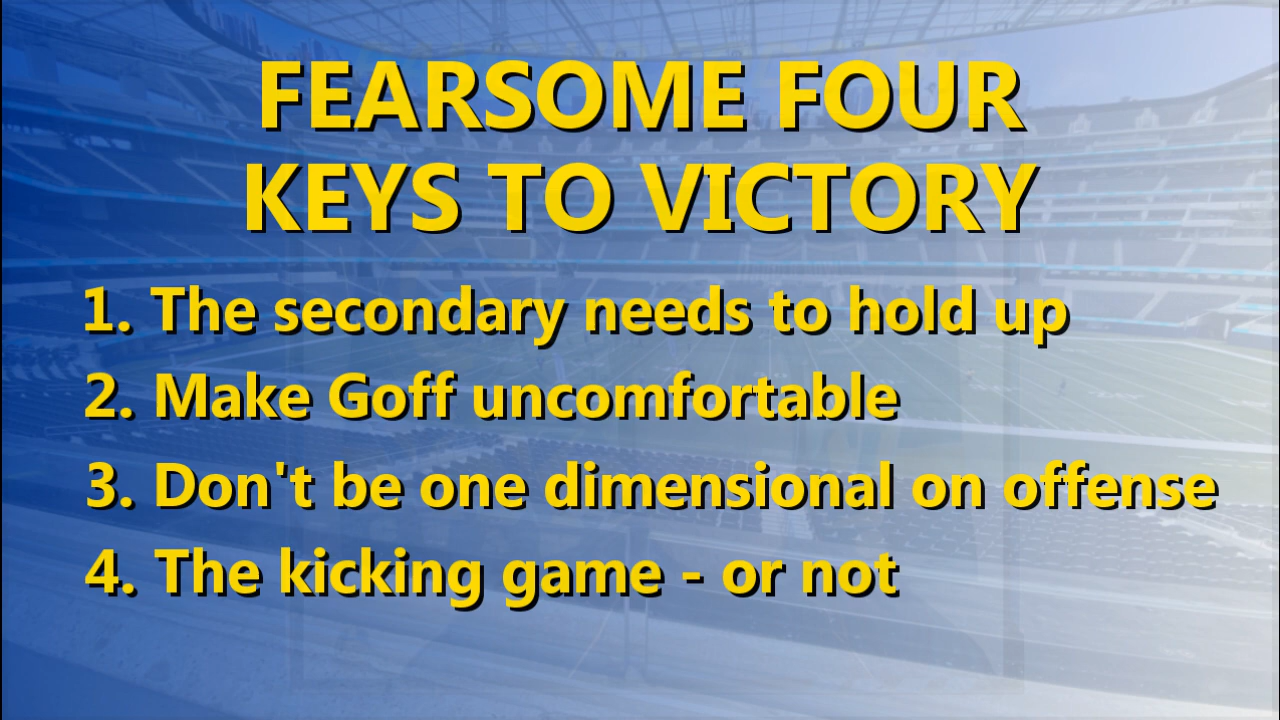 FEARSOME FOUR
KEYS TO VICTORY
1. The secondary needs to hold up
2. Make Goff uncomfortable
3. Don't be one dimensional on offense
4. The kicking game - or not